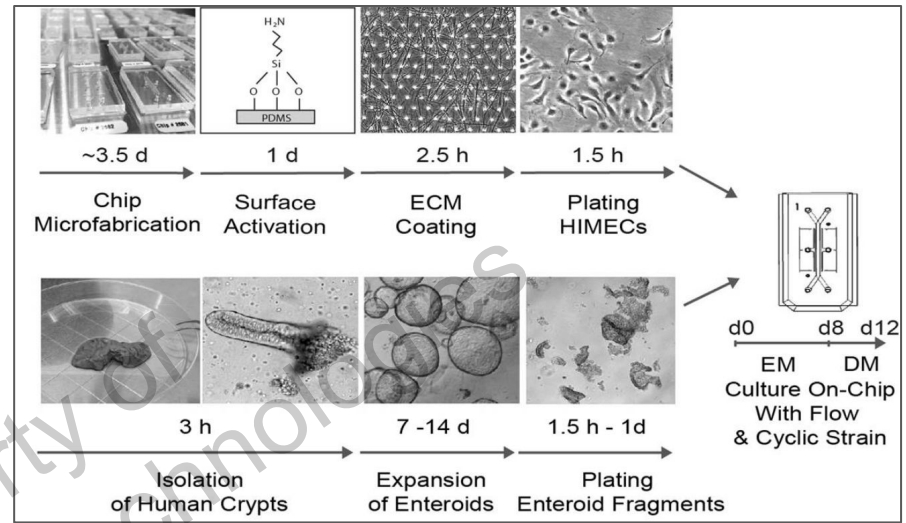 H₂N
Si
O O O
PDMS
~3.5 d
1 d
2.5 h
1.5 h
Chip
Microfabrication
Surface
Activation
ECM
Coating
Plating
HIMECs
1
3 h
7 -14 d
1.5 h - 1d
Isolation
of Human Crypts
Expansion
of Enteroids
Plating
Enteroid Fragments
d0 d8 d12
EM DM
Culture On-Chip
With Flow
& Cyclic Strain